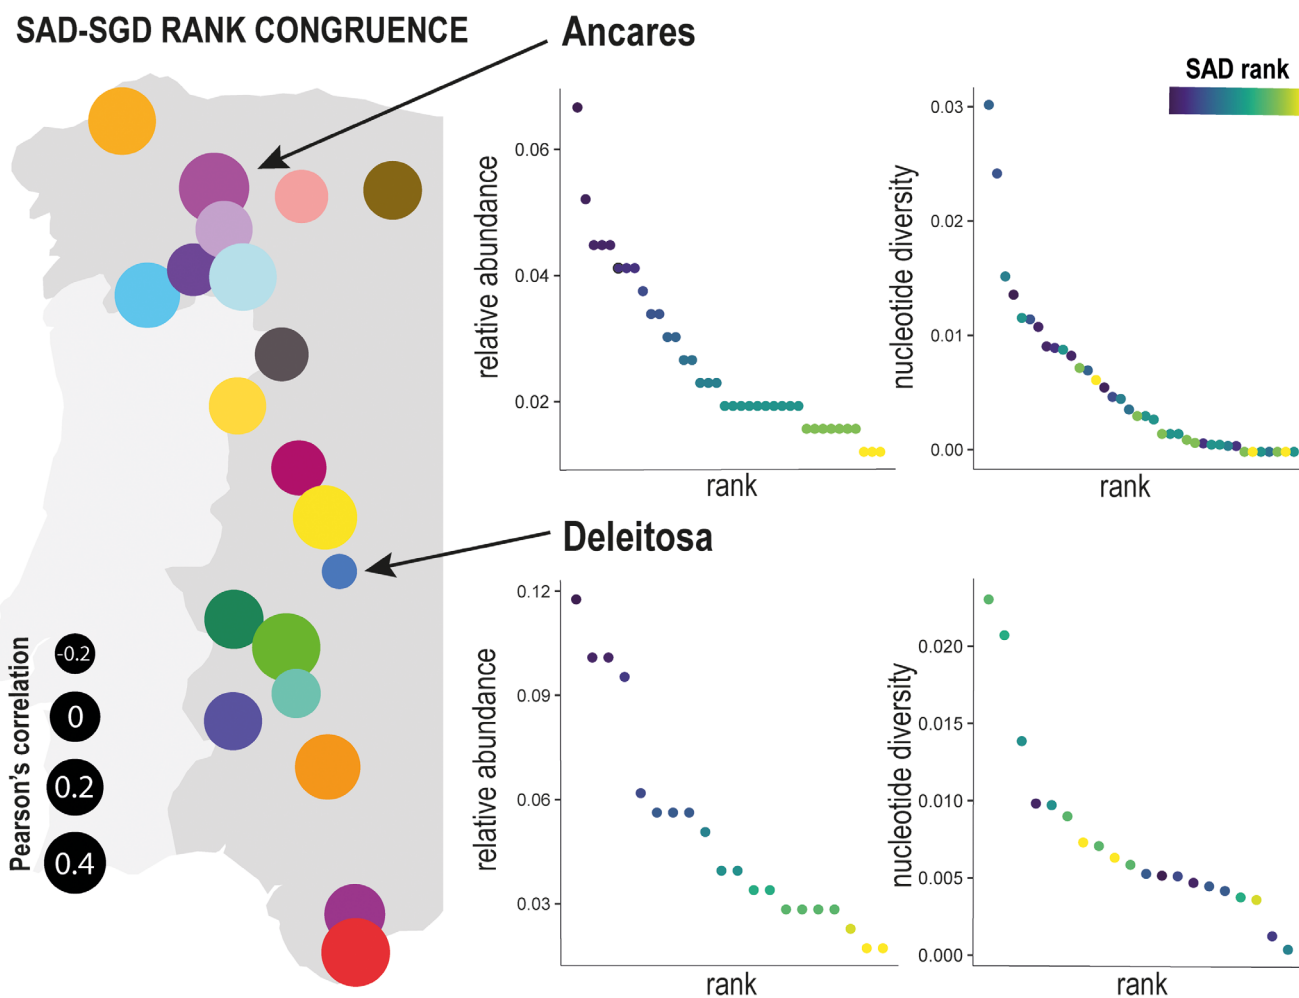 SAD-SGD RANK CONGRUENCE
Ancares
SAD rank
relative abundance
0.06
0.04
0.02
rank
nucleotide diversity
0.03
0.02
0.01
0.00
rank
Deleitosa
relative abundance
0.12
0.09
0.06
0.03
rank
nucleotide diversity
0.020
0.015
0.010
0.005
0.000
rank
Pearson's correlation
-0.2
0
0.2
0.4